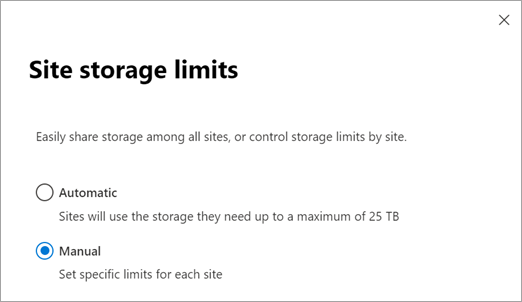 Site storage limits
Easily share storage among all sites, or control storage limits by site.
Automatic
Sites will use the storage they need up to a maximum of 25 TB
Manual
Set specific limits for each site